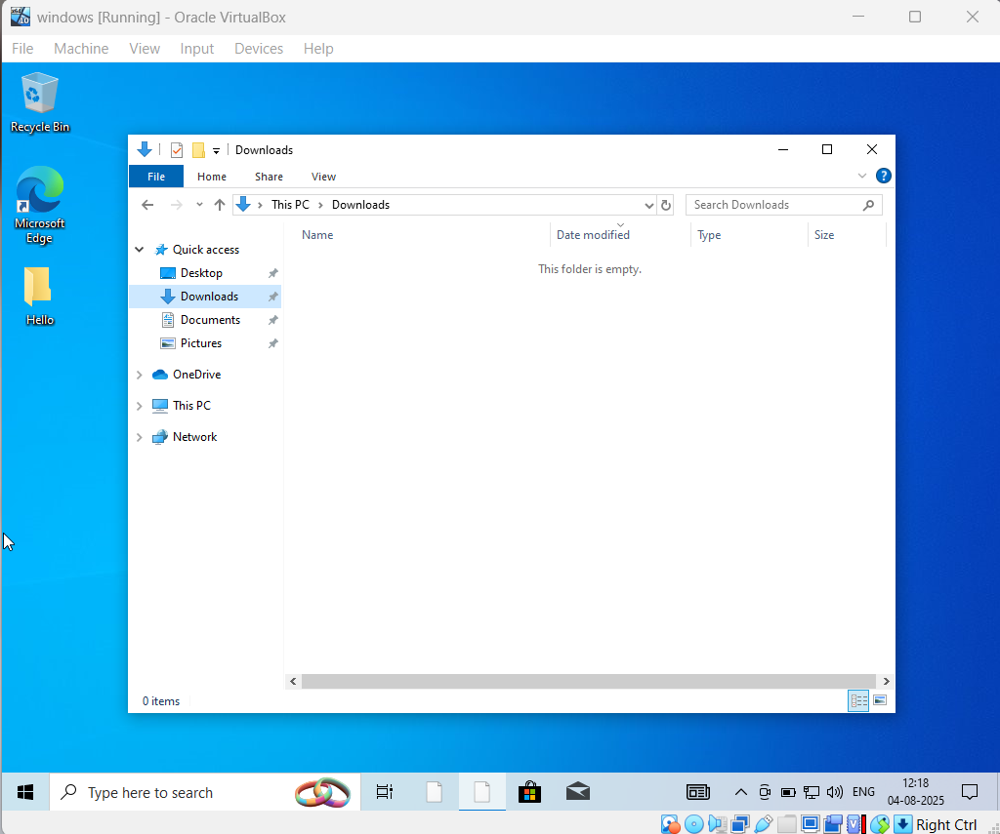 windows [Running] - Oracle VirtualBox
File Machine View Input Devices Help
Recycle Bin
Microsoft
Edge
Hello
Downloads
File Home Share View
This PC Downloads
Search Downloads
Name Date modified Type Size
This folder is empty.
Quick access
Desktop
Downloads
Documents
Pictures
OneDrive
This PC
Network
0 items
Type here to search
ENG
12:18
04-08-2025
Right Ctrl